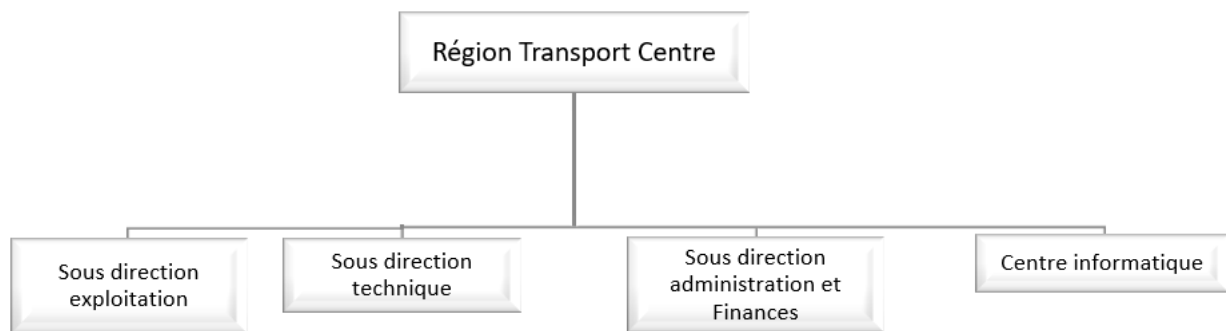 Région Transport Centre
Sous direction
exploitation
Sous direction
technique
Sous direction
administration et
Finances
Centre informatique